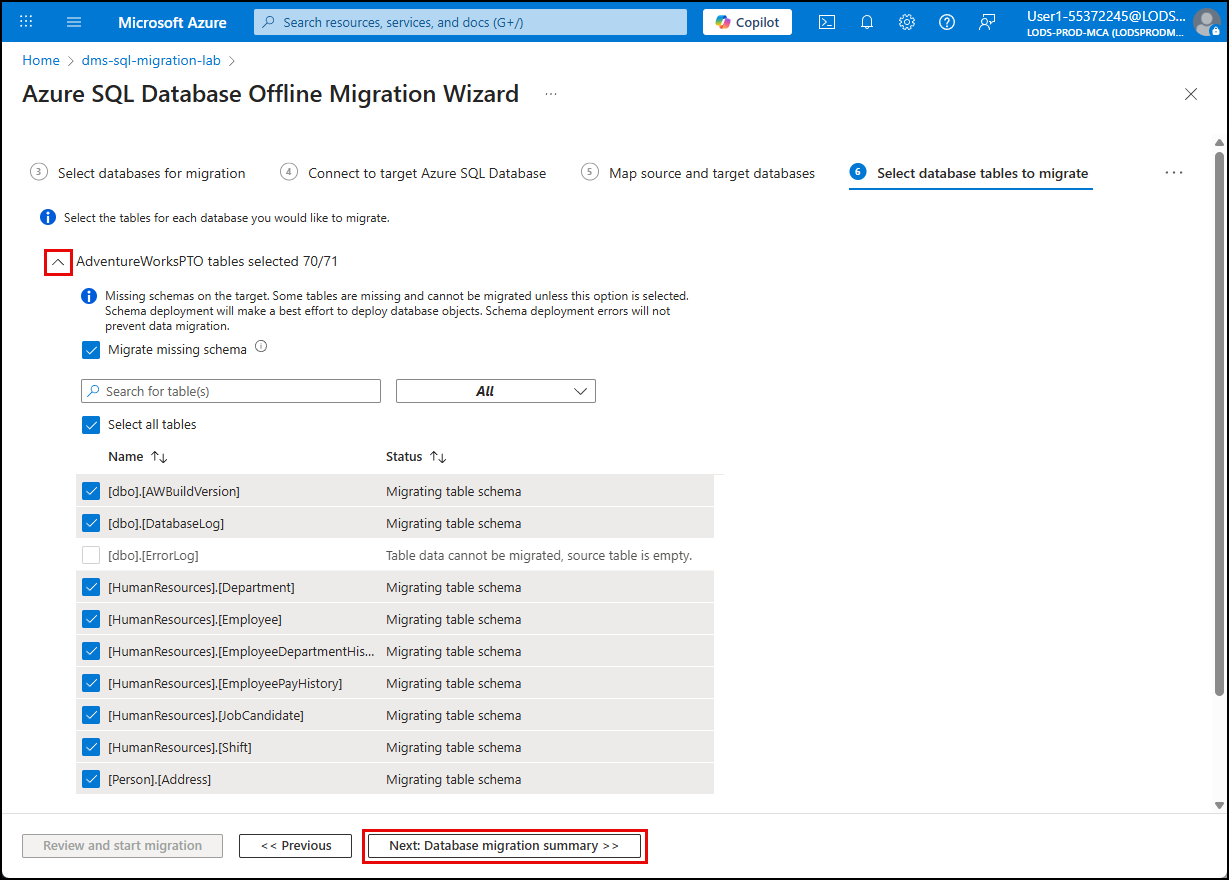 Microsoft Azure
Search resources, services, and docs (G+/)
Copilot
User1-55372245@LODS...
LODS-PROD-MCA (LODSPRODM...
Home > dms-sql-migration-lab >
Azure SQL Database Offline Migration Wizard ...
3 Select databases for migration
4 Connect to target Azure SQL Database
5 Map source and target databases
6 Select database tables to migrate
...
Select the tables for each database you would like to migrate.
AdventureWorksPTO tables selected 70/71
Missing schemas on the target. Some tables are missing and cannot be migrated unless this option is selected.
Schema deployment will make a best effort to deploy database objects. Schema deployment errors will not
prevent data migration.
Migrate missing schema
Search for table(s)
All
Select all tables
Name ↑↓ Status ↑↓
[dbo].[AWBuildVersion] Migrating table schema
[dbo].[DatabaseLog] Migrating table schema
[dbo].[ErrorLog] Table data cannot be migrated, source table is empty.
[HumanResources].[Department] Migrating table schema
[HumanResources].[Employee] Migrating table schema
[HumanResources].[EmployeeDepartmentHis... Migrating table schema
[HumanResources].[EmployeePayHistory] Migrating table schema
[HumanResources].[JobCandidate] Migrating table schema
[HumanResources].[Shift] Migrating table schema
[Person].[Address] Migrating table schema
Review and start migration
<< Previous
Next: Database migration summary >>